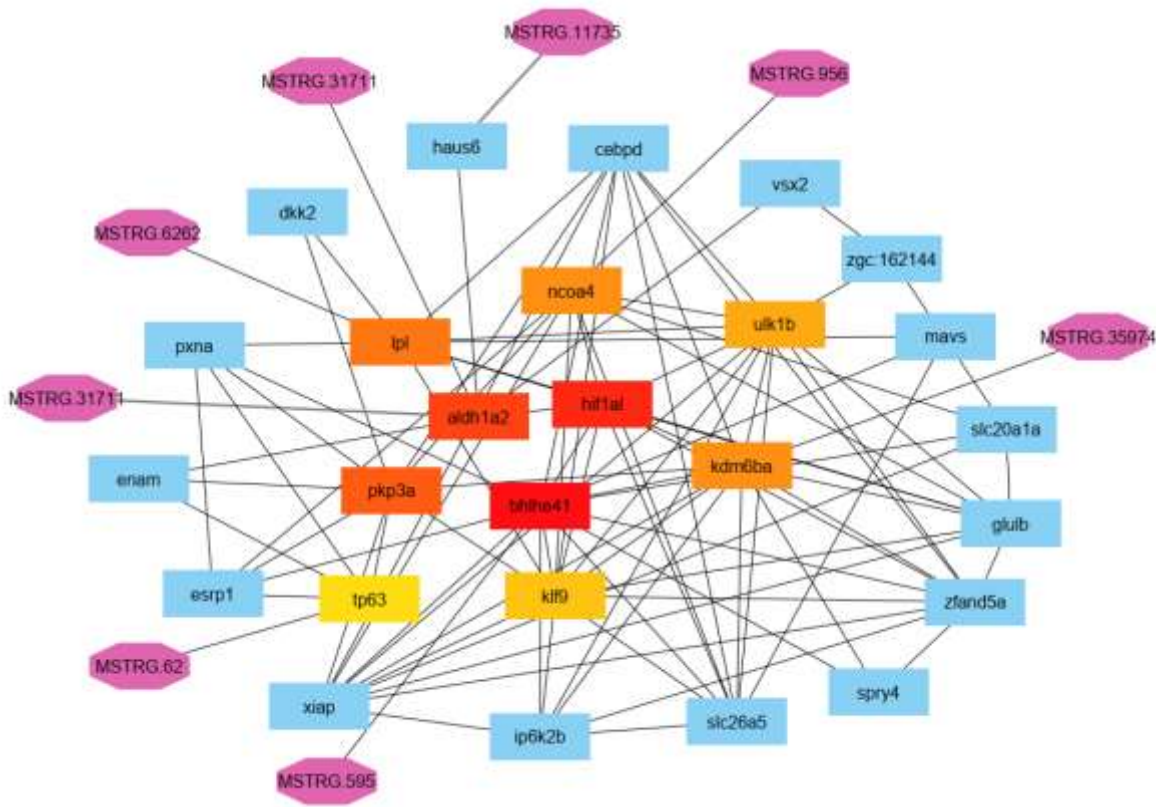 MSTRG.11735
MSTRG.31711
MSTRG.956
haus6
cebpd
vsx2
dkk2
MSTRG.6262
zgc:162144
ncoa4
ulk1b
lpl
pxna
mavs
MSTRG.35974
MSTRG.31711
aldh1a2
hif1al
slc20a1a
enam
pkp3a
kdm6ba
bhlhe41
glulb
esrp1
tp63
klf9
zfand5a
MSTRG.62
xiap
ip6k2b
slc26a5
spry4
MSTRG.595